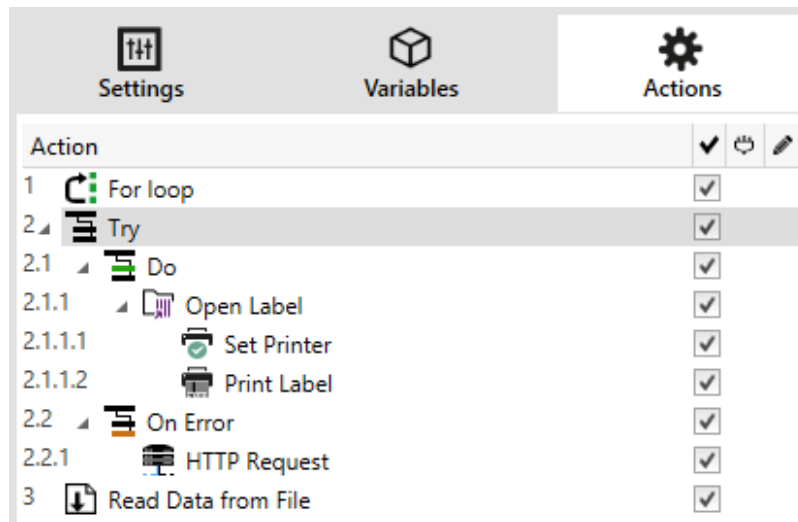 Settings Variables Actions
Action
1 For loop
2 Try
2.1 Do
2.1.1 Open Label
2.1.1.1 Set Printer
2.1.1.2 Print Label
2.2 On Error
2.2.1 HTTP Request
3 Read Data from File